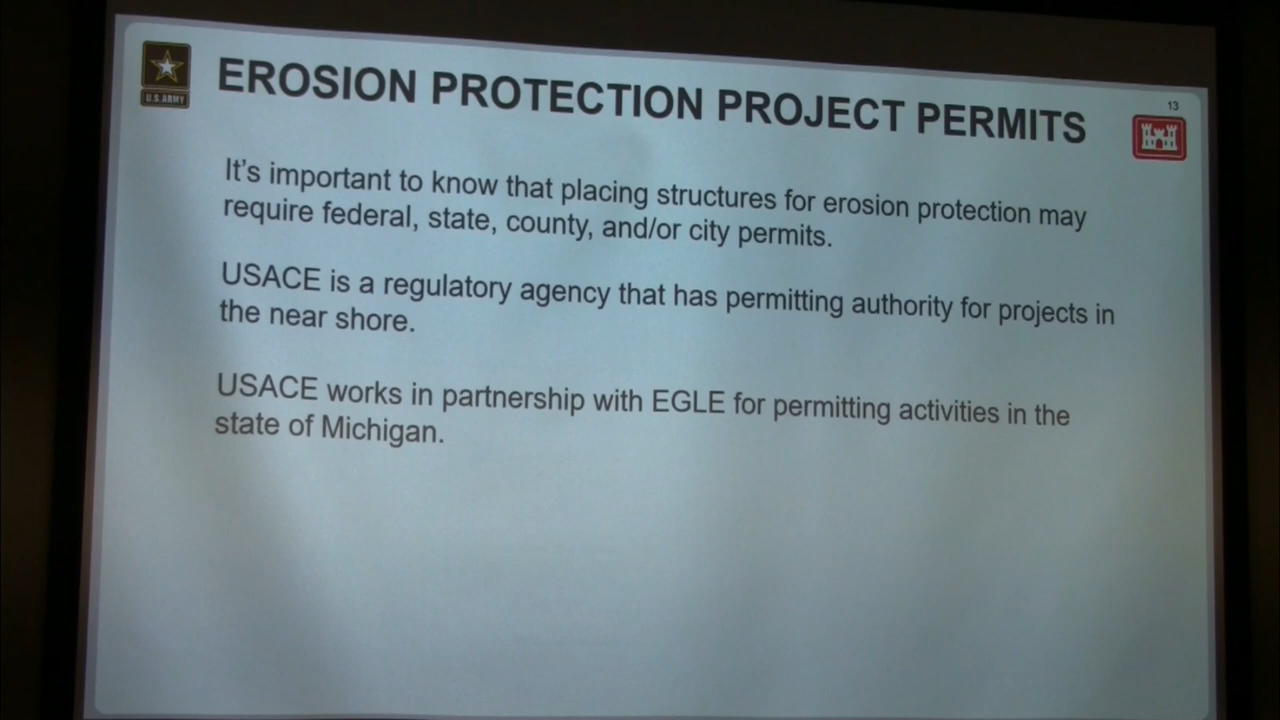 EROSION PROTECTION PROJECT PERMITS
13
U.S. ARMY
It's important to know that placing structures for erosion protection may
require federal, state, county, and/or city permits.
USACE is a regulatory agency that has permitting authority for projects in
the near shore.
USACE works in partnership with EGLE for permitting activities in the
state of Michigan.